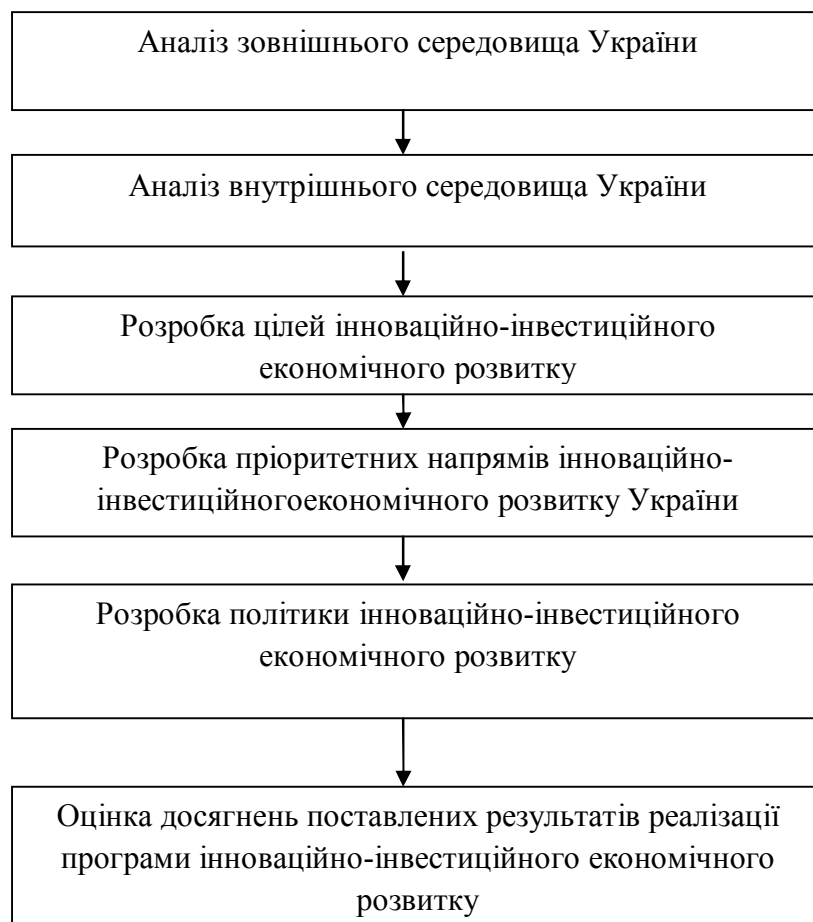 Аналіз зовнішнього середовища України
Аналіз внутрішнього середовища України
Розробка цілей інноваційно-інвестиційного
економічного розвитку
Розробка пріоритетних напрямів інноваційно-
інвестиційногоекономічного розвитку України
Розробка політики інноваційно-інвестиційного
економічного розвитку
Оцінка досягнень поставлених результатів реалізації
програми інноваційно-інвестиційного економічного
розвитку